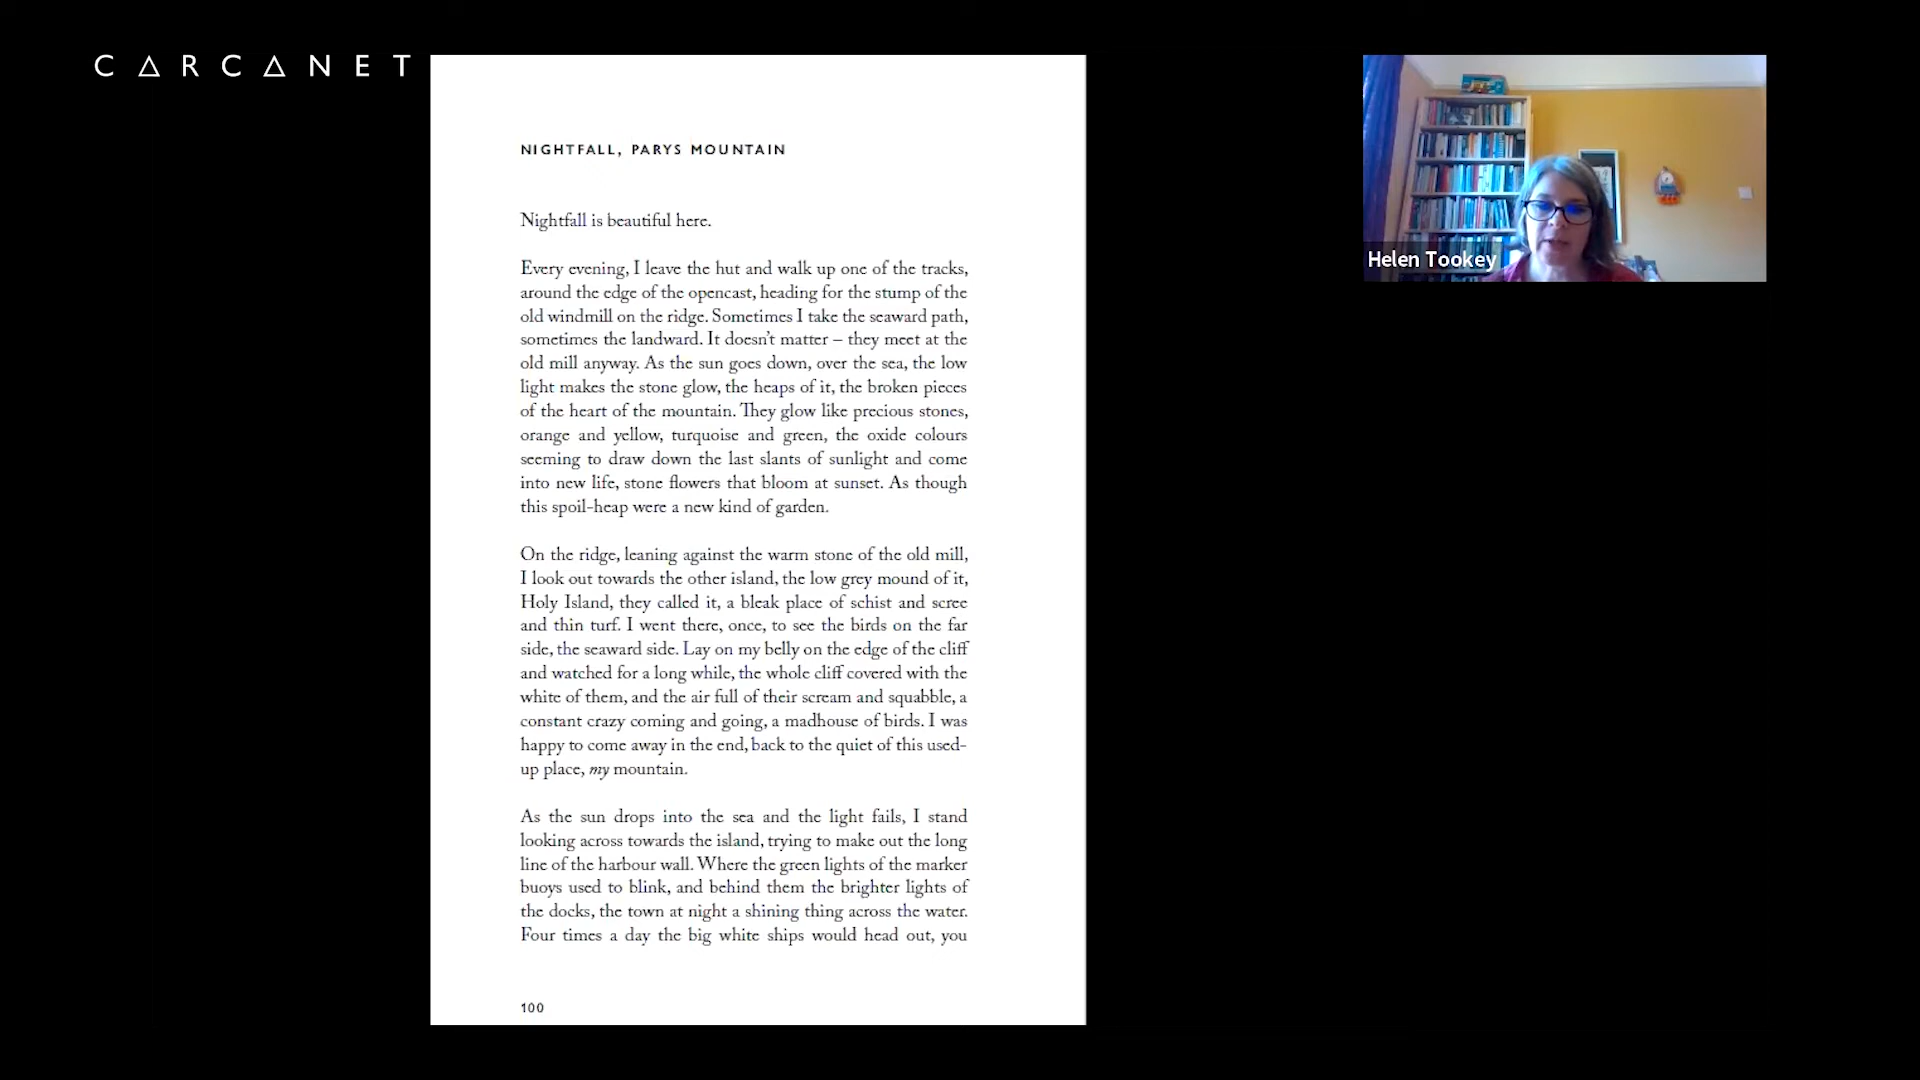 CARCANET
NIGHTFALL, PARYS MOUNTAIN
Nightfall is beautiful here.
Every evening, I leave the hut and walk up one of the tracks,
around the edge of the opencast, heading for the stump of the
old windmill on the ridge. Sometimes I take the seaward path,
sometimes the landward. It doesn't matter – they meet at the
old mill anyway. As the sun goes down, over the sea, the low
light makes the stone glow, the heaps of it, the broken pieces
of the heart of the mountain. They glow like precious stones,
orange and yellow, turquoise and green, the oxide colours
seeming to draw down the last slants of sunlight and come
into new life, stone flowers that bloom at sunset. As though
this spoil-heap were a new kind of garden.
On the ridge, leaning against the warm stone of the old mill,
I look out towards the other island, the low grey mound of it,
Holy Island, they called it, a bleak place of schist and scree
and thin turf. I went there, once, to see the birds on the far
side, the seaward side. Lay on my belly on the edge of the cliff
and watched for a long while, the whole cliff covered with the
white of them, and the air full of their scream and squabble, a
constant crazy coming and going, a madhouse of birds. I was
happy to come away in the end, back to the quiet of this used-
up place, my mountain.
As the sun drops into the sea and the light fails, I stand
looking across towards the island, trying to make out the long
line of the harbour wall. Where the green lights of the marker
buoys used to blink, and behind them the brighter lights of
the docks, the town at night a shining thing across the water.
Four times a day the big white ships would head out, you
100
Helen Tookey